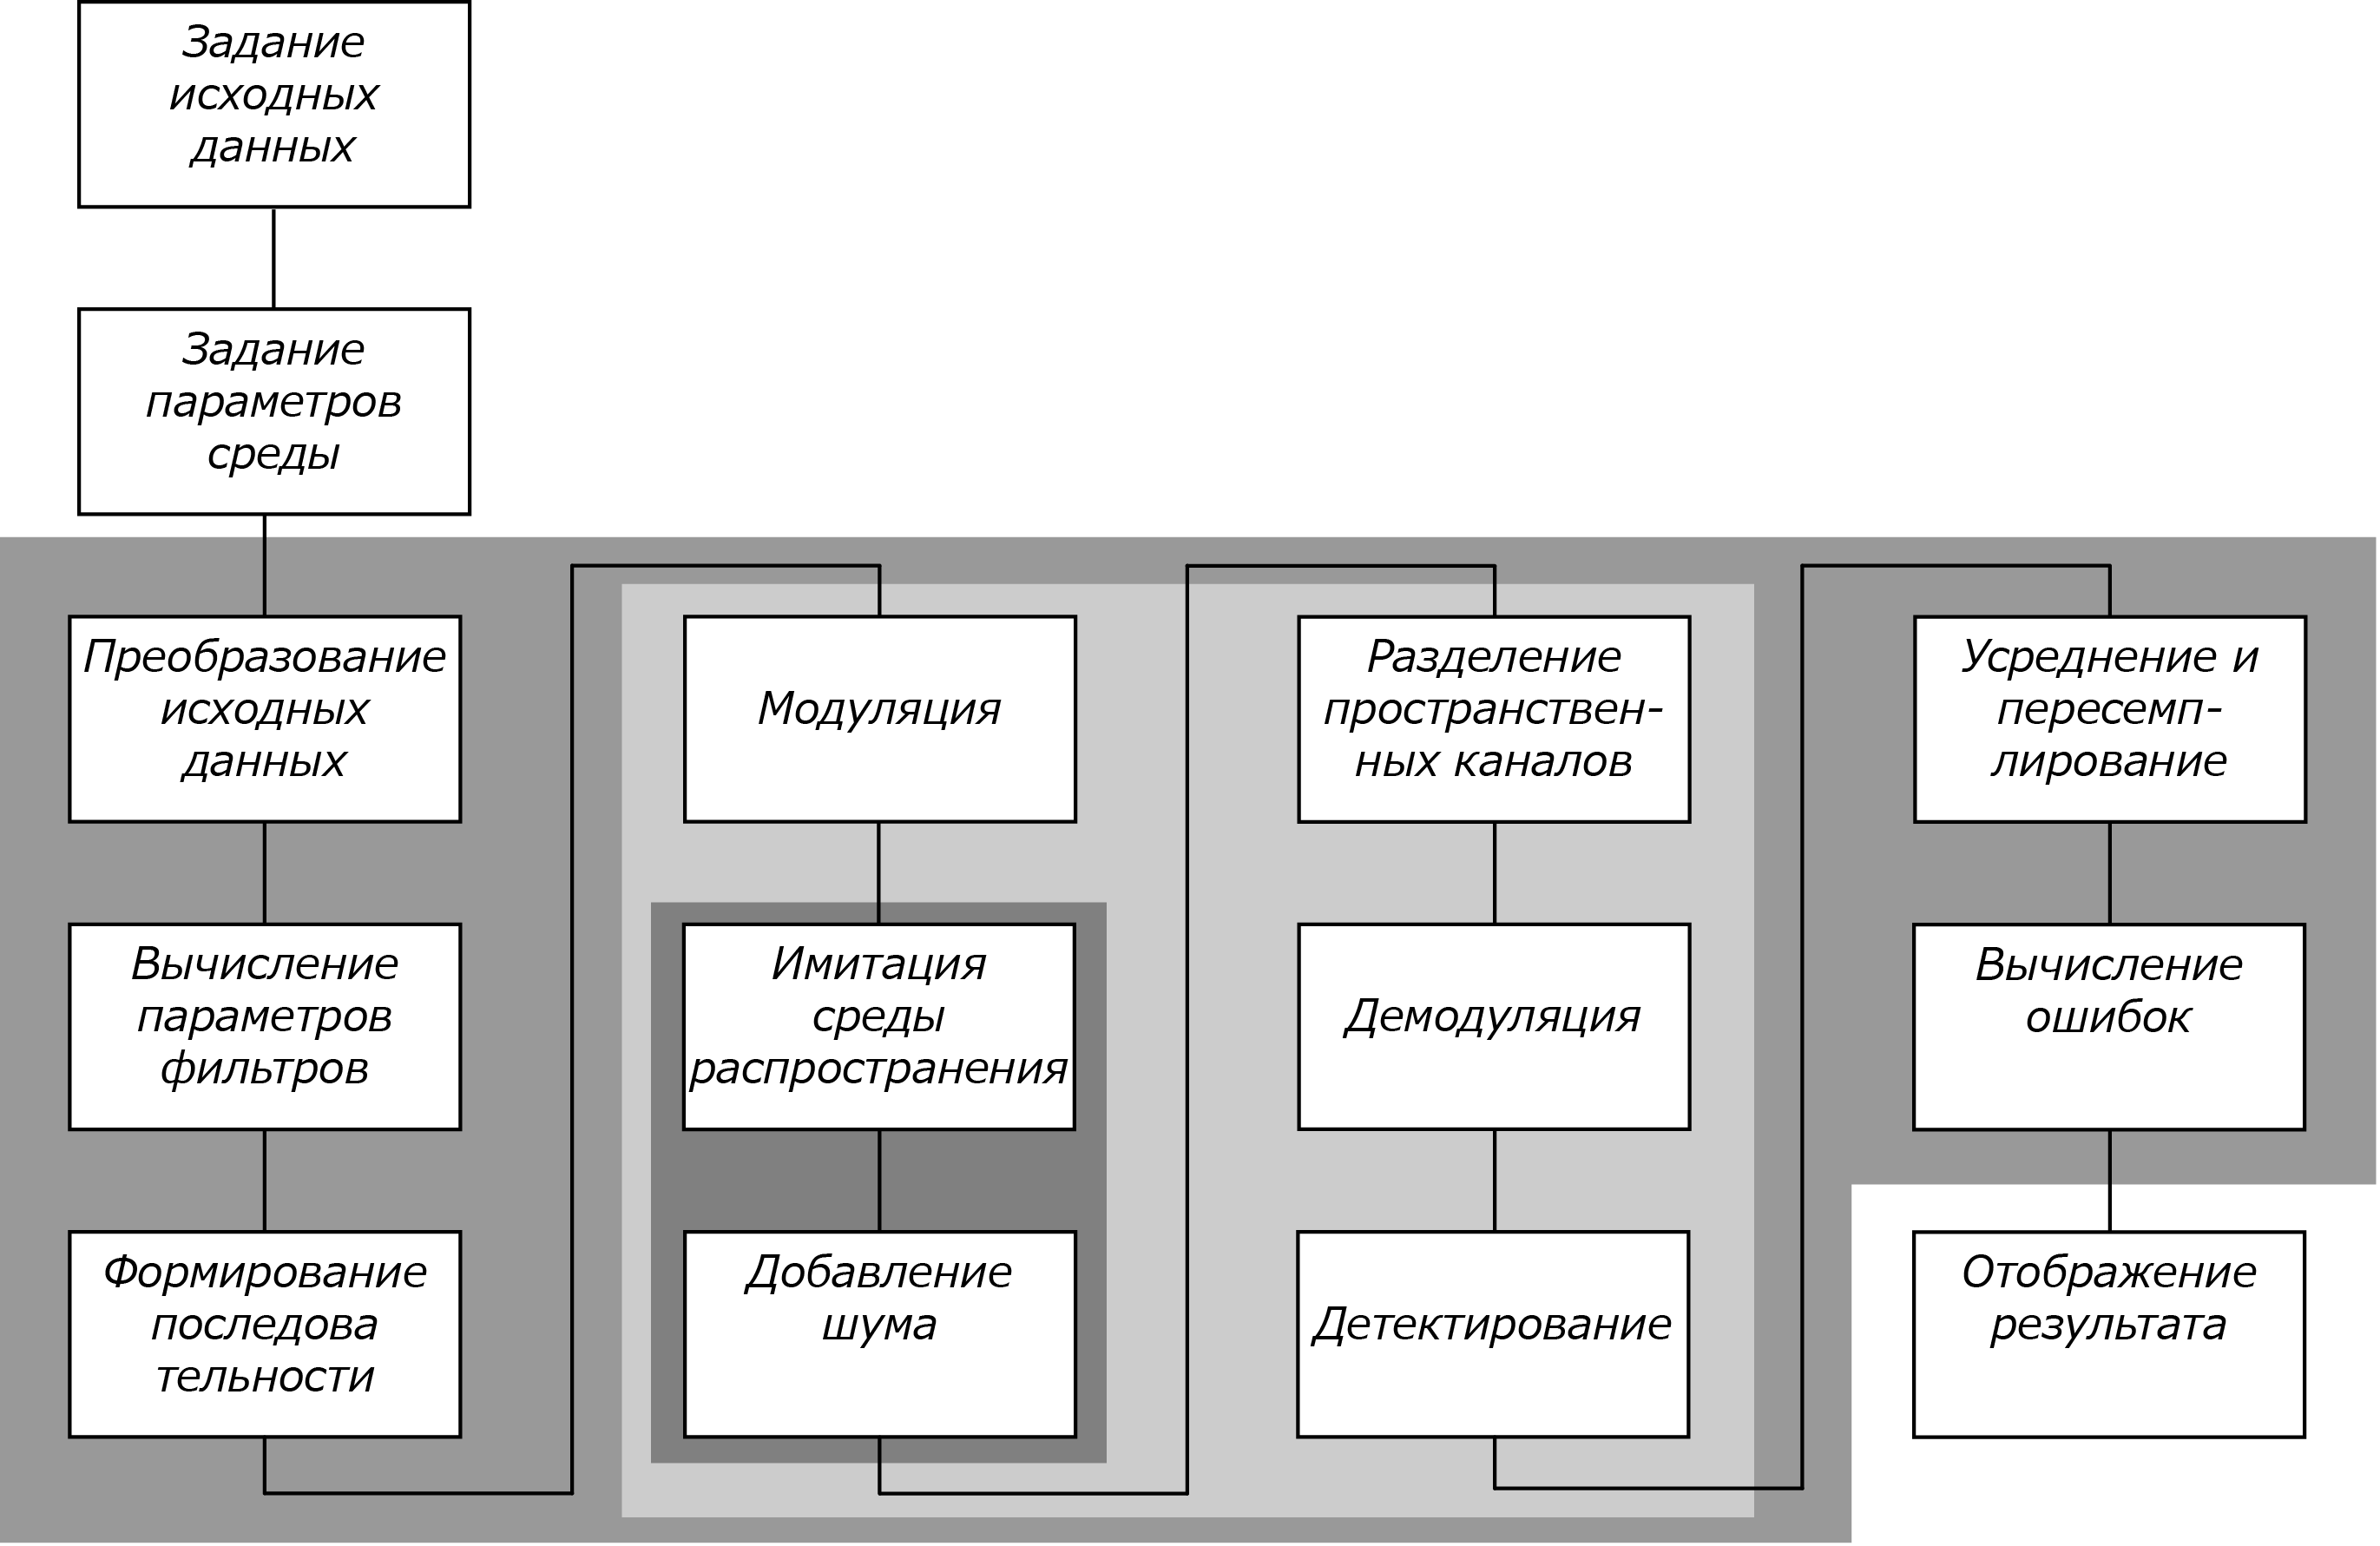 Задание
исходных
данных
Задание
параметров
среды
Преобразование
исходных
данных
Вычисление
параметров
фильтров
Формирование
последова
тельности
Модуляция
Имитация
среды
распространения
Добавление
шума
Разделение
пространствен-
ных каналов
Демодуляция
Детектирование
Усреднение и
пересемп-
лирование
Вычисление
ошибок
Отображение
результата